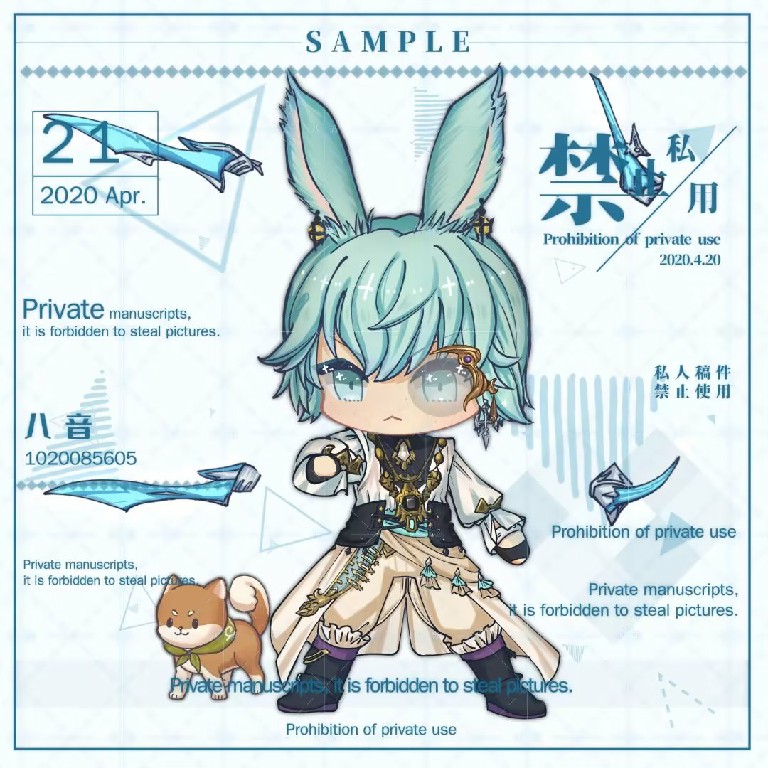 SAMPLE
21
2020 Apr.
禁止私用
Prohibition of private use
2020.4.20
Private manuscripts,
it is forbidden to steal pictures.
私人稿件
禁止使用
八音
1020085605
Prohibition of private use
Private manuscripts,
it is forbidden to steal pictures.
Private manuscripts,
it is forbidden to steal pictures.
Private manuscripts, it is forbidden to steal pictures.
Prohibition of private use